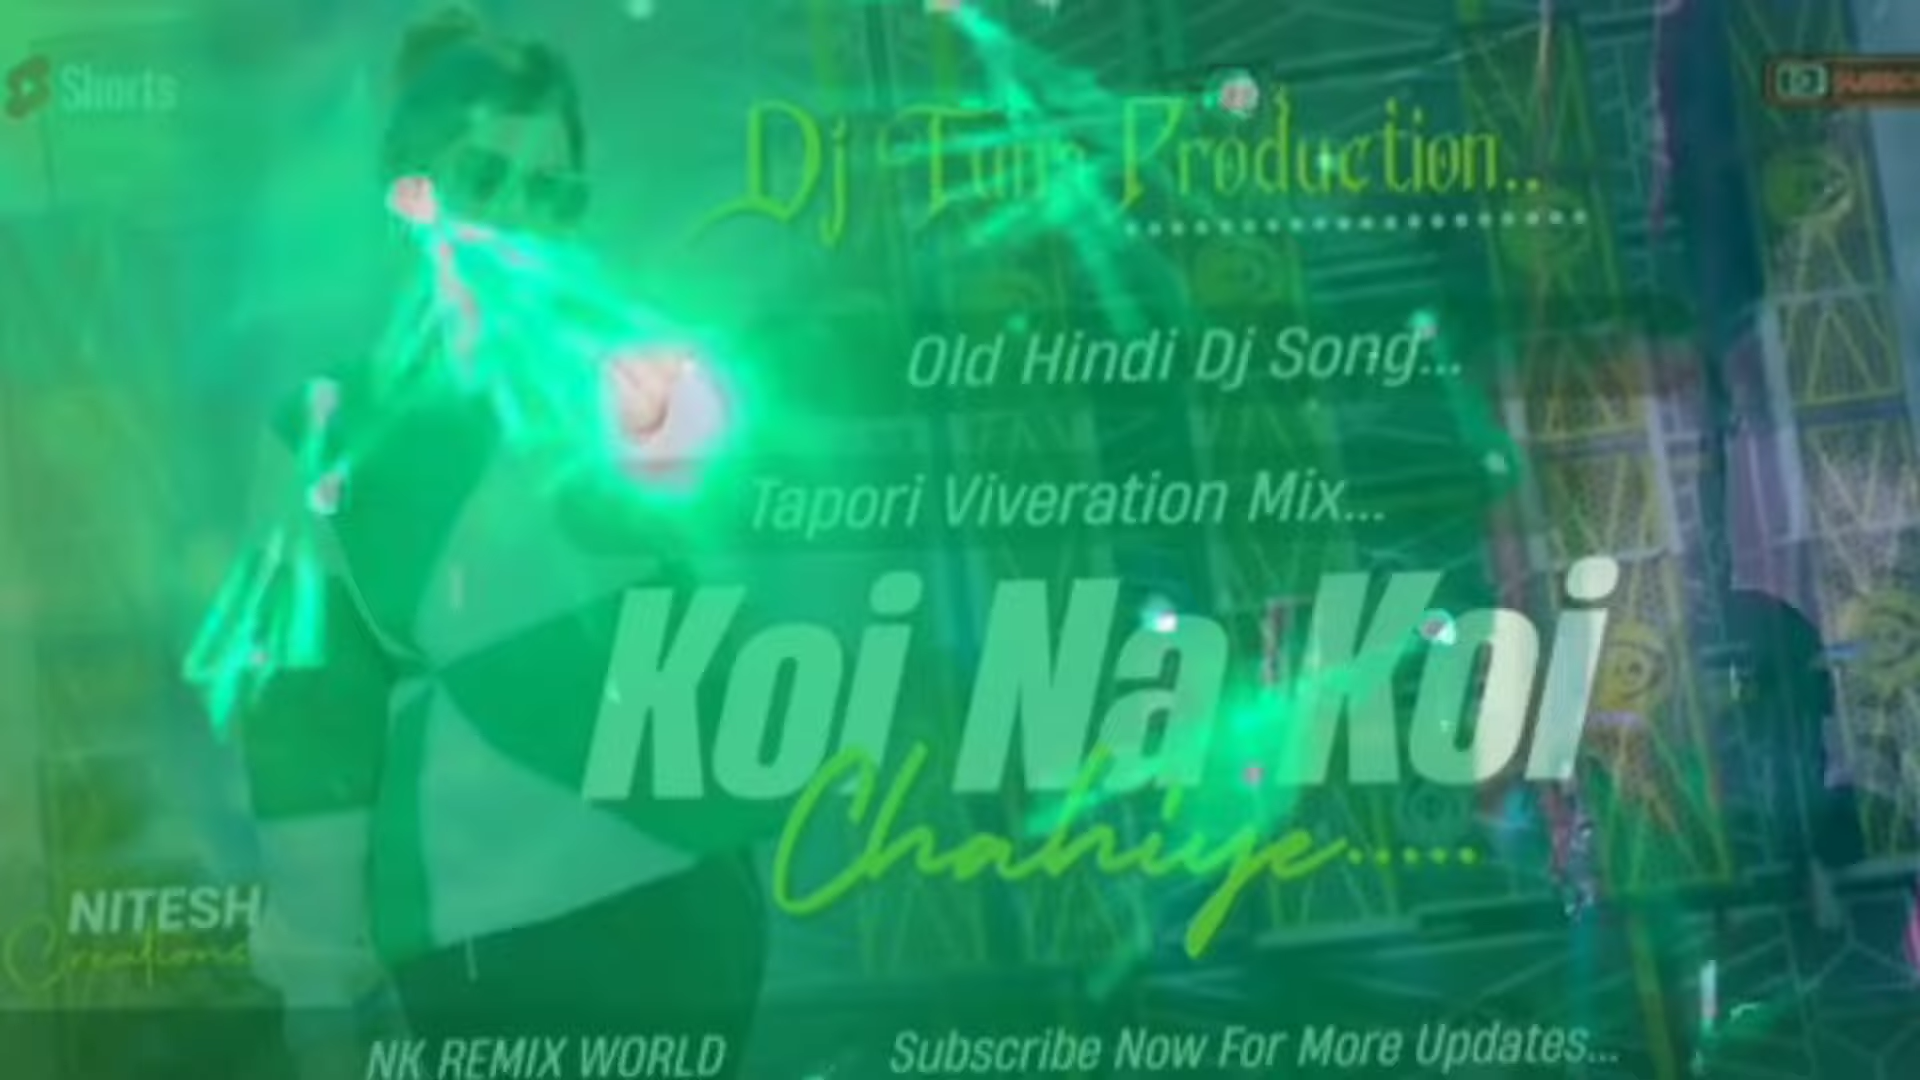 Shorts
Dj Production..
Old Hindi Dj Song...
Tapori Viveration Mix...
Koi Na Koi
Chahiye......
NITESH
Creations
NK REMIX WORLD
Subscribe Now For More Updates...